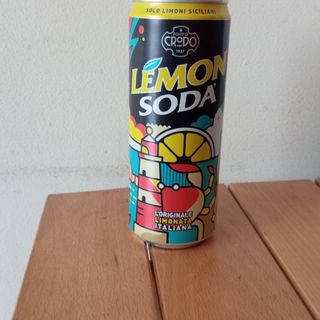 SOLO LIMONI SICILIANI
CRODO
LEMON
SODA
L'ORIGINALE
LIMONATA
ITALIANA